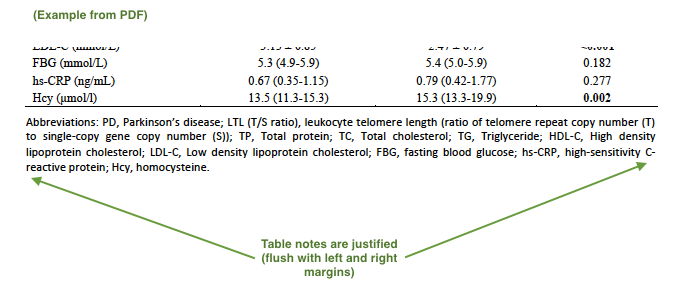 (Example from PDF)
FBG (mmol/L) 5.3 (4.9-5.9) 5.4 (5.0-5.9) 0.182
hs-CRP (ng/mL) 0.67 (0.35-1.15) 0.79 (0.42-1.77) 0.277
Hcy (μmol/l) 13.5 (11.3-15.3) 15.3 (13.3-19.9) 0.002
Abbreviations: PD, Parkinson's disease; LTL (T/S ratio), leukocyte telomere length (ratio of telomere repeat copy number (T)
to single-copy gene copy number (S)); TP, Total protein; TC, Total cholesterol; TG, Triglyceride; HDL-C, High density
lipoprotein cholesterol; LDL-C, Low density lipoprotein cholesterol; FBG, fasting blood glucose; hs-CRP, high-sensitivity C-
reactive protein; Hcy, homocysteine.
Table notes are justified
(flush with left and right
margins)